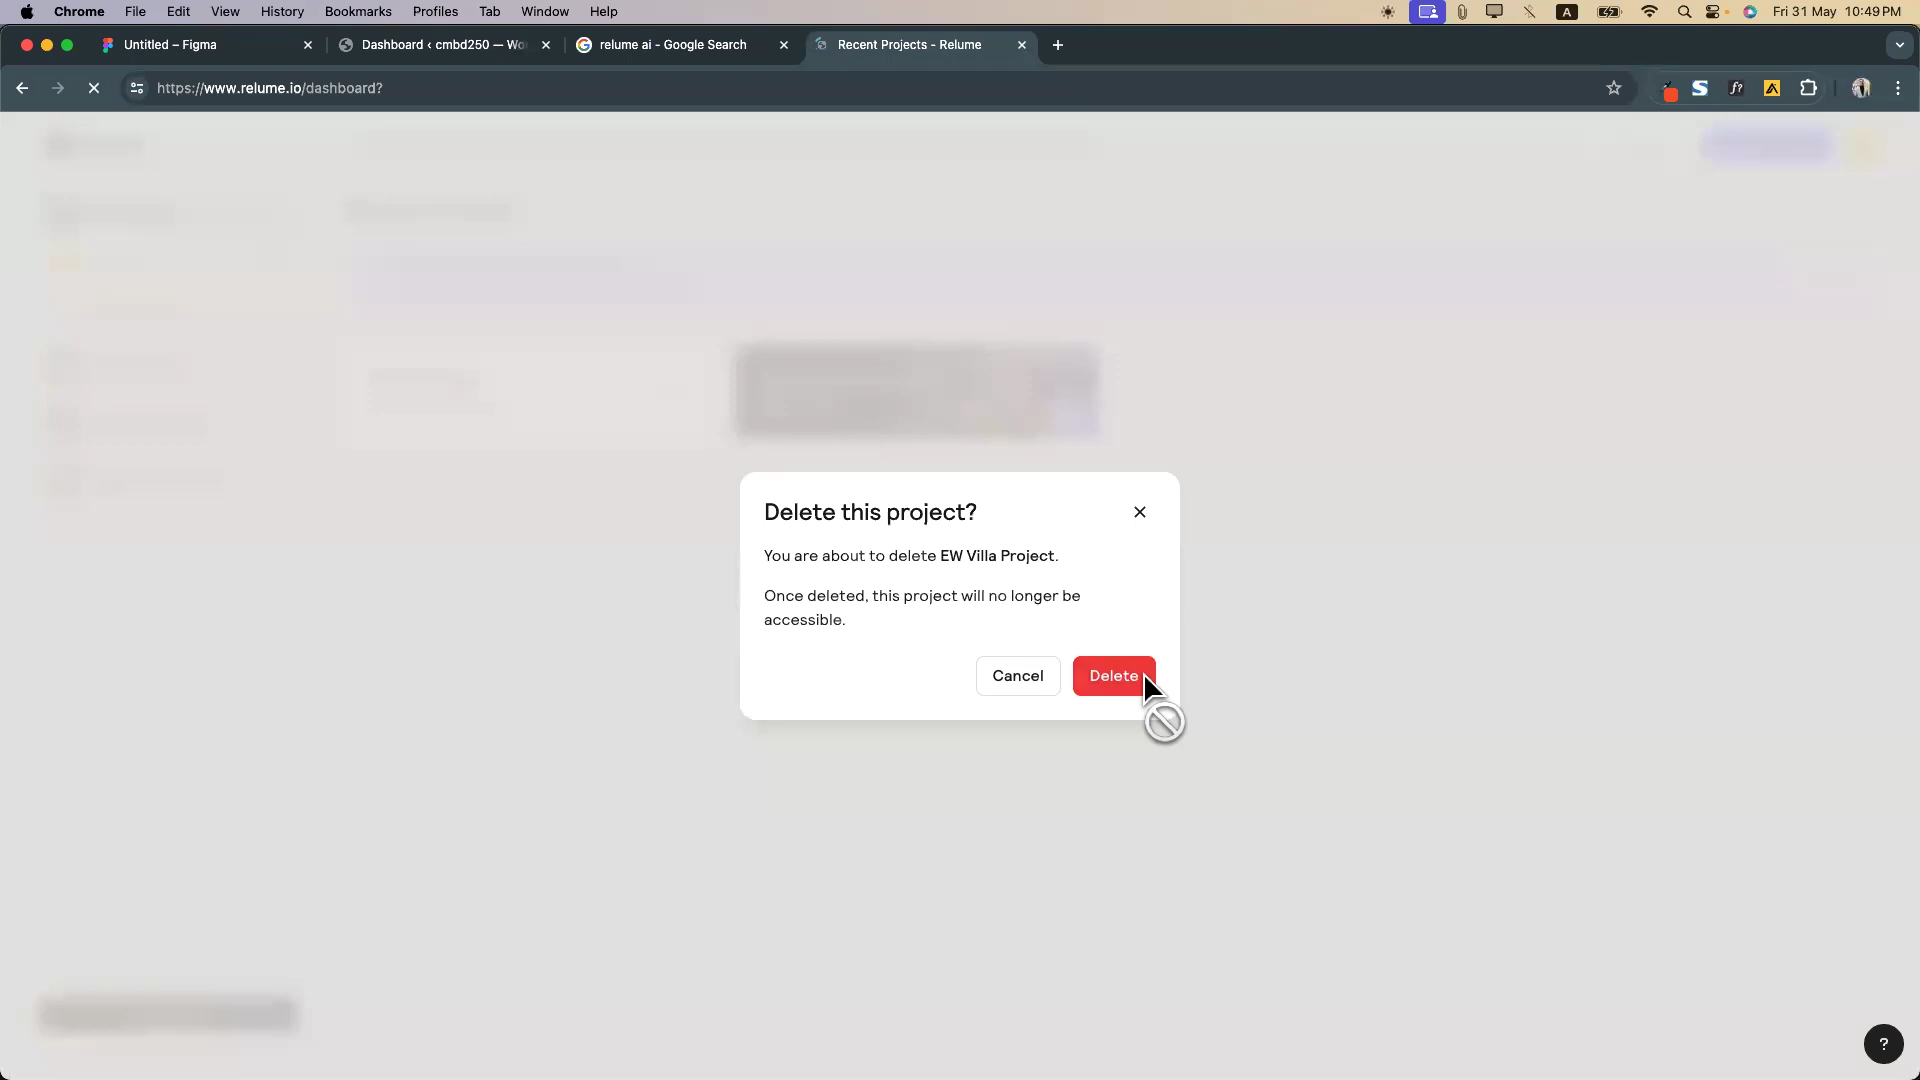 Chrome File Edit View History Bookmarks Profiles Tab Window Help A Fri 31 May 10:49 PM
Untitled – Figma Dashboard ‹ cmbd250 — Wo relume ai - Google Search Recent Projects - Relume
https://www.relume.io/dashboard?
Delete this project?
You are about to delete EW Villa Project.
Once deleted, this project will no longer be
accessible.
Cancel Delete
?